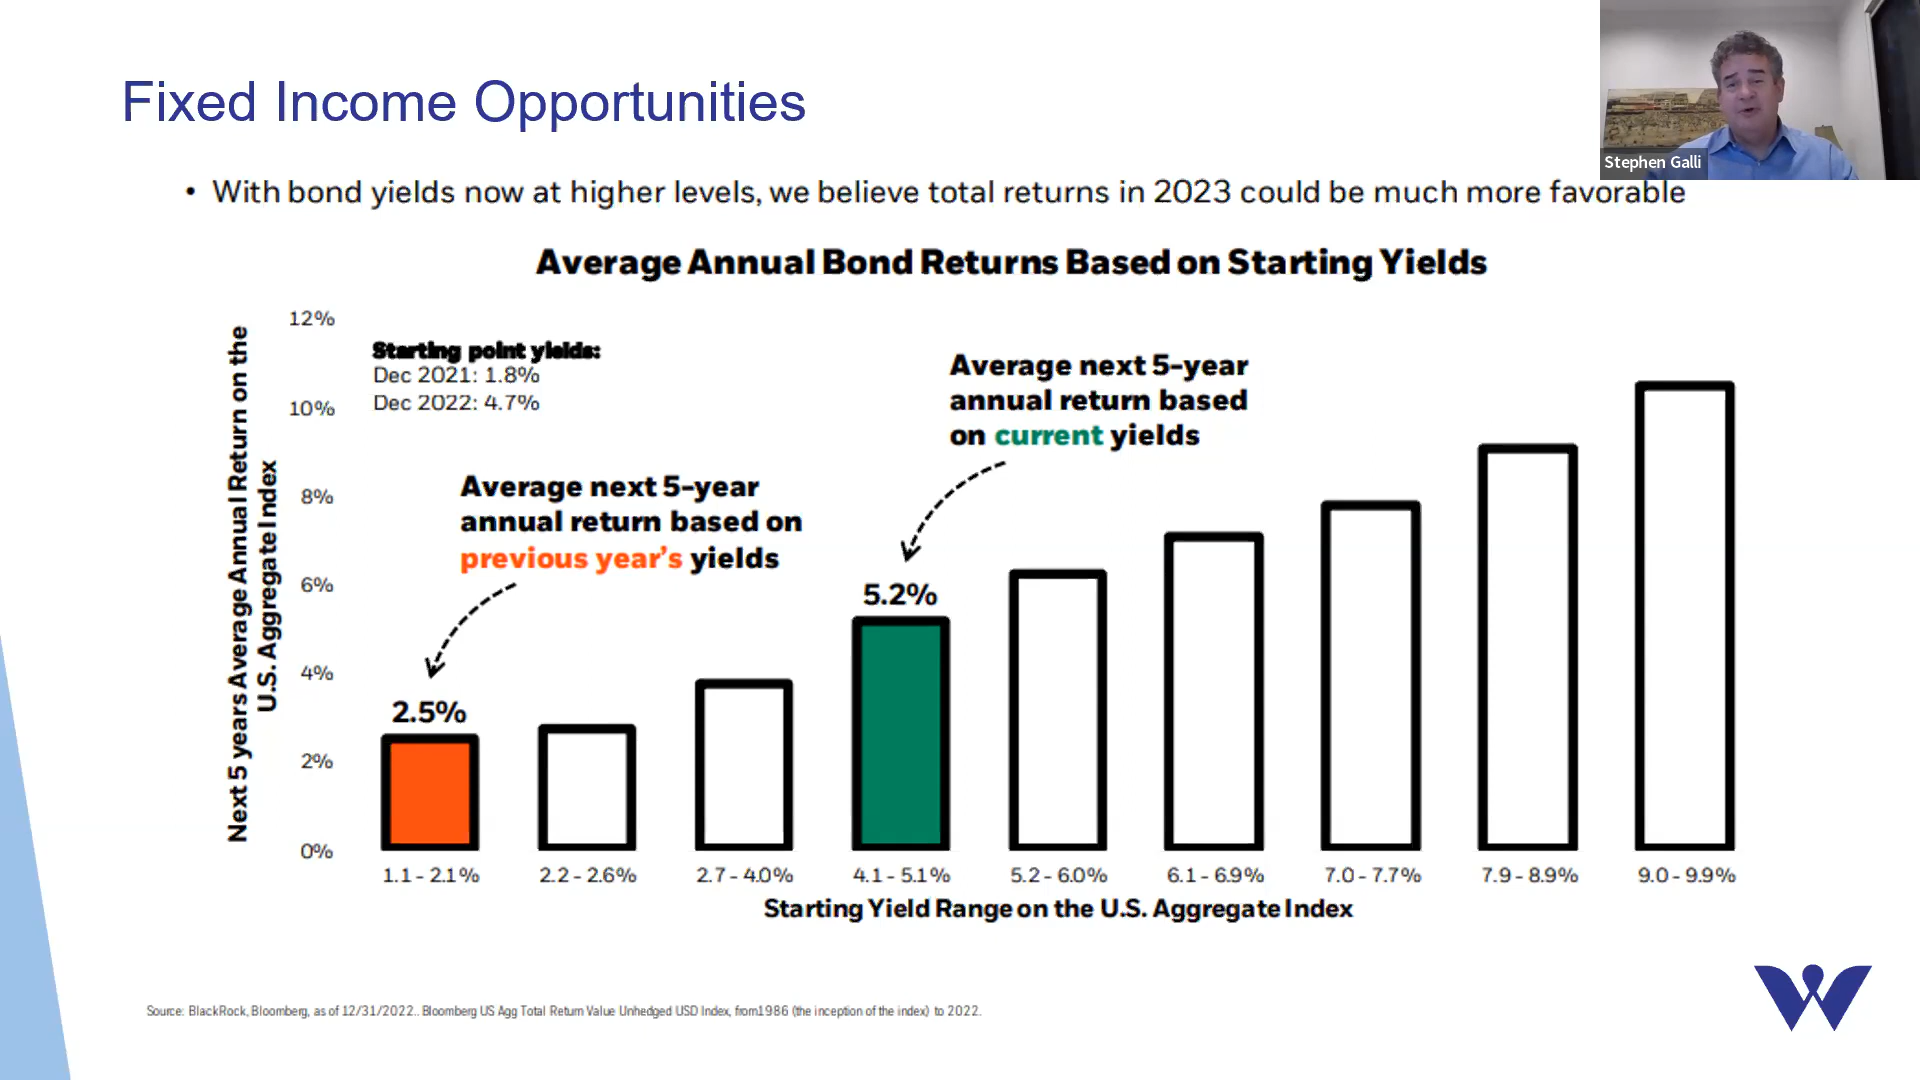 Fixed Income Opportunities
Stephen Galli
• With bond yields now at higher levels, we believe total returns in 2023 could be much more favorable
Average Annual Bond Returns Based on Starting Yields
Next 5 years Average Annual Return on the
U.S. Aggregate Index
12%
10%
8%
6%
4%
2%
0%
Starting point yields:
Dec 2021: 1.8%
Dec 2022: 4.7%
Average next 5-year
annual return based on
previous year's yields
2.5%
Average next 5-year
annual return based
on current yields
5.2%
1.1 - 2.1% 2.2 - 2.6% 2.7 - 4.0% 4.1 - 5.1% 5.2 - 6.0% 6.1 - 6.9% 7.0 - 7.7% 7.9 - 8.9% 9.0 - 9.9%
Starting Yield Range on the U.S. Aggregate Index
Source: BlackRock, Bloomberg, as of 12/31/2022.. Bloomberg US Agg Total Return Value Unhedged USD Index, from1986 (the inception of the index) to 2022.